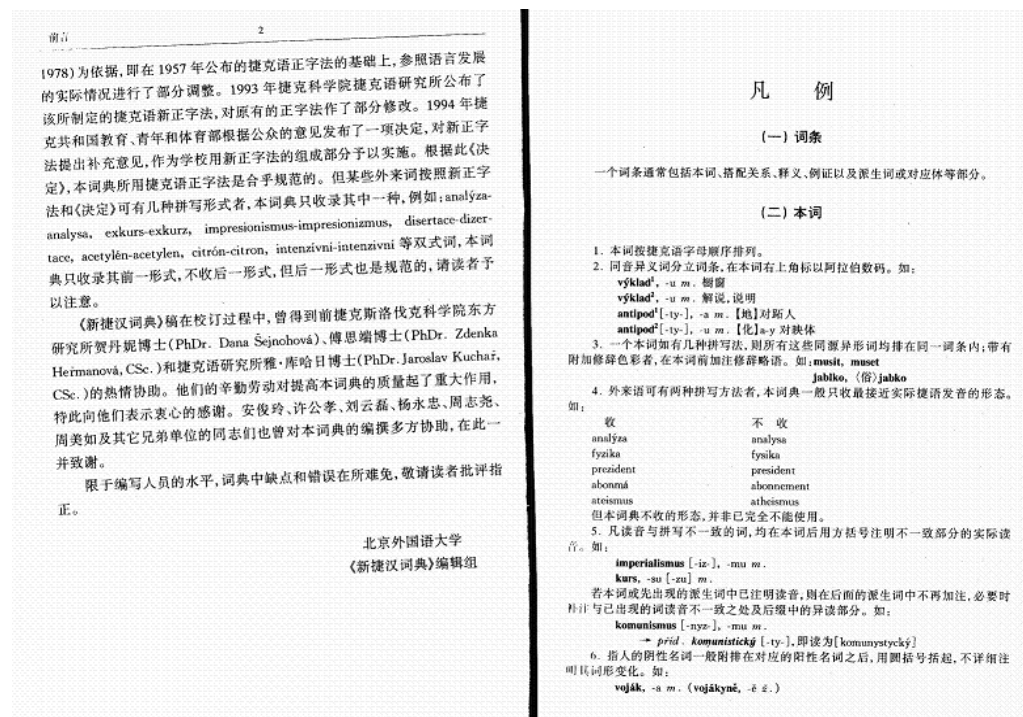 前言
2
1978)为依据,即在 1957 年公布的捷克语正字法的基础上,参照语言发展
的实际情况进行了部分调整。1993 年捷克科学院捷克语研究所公布了
该所制定的捷克语新正字法,对原有的正字法作了部分修改。1994 年捷
克共和国教育、青年和体育部根据公众的意见发布了一项决定,对新正字
法提出补充意见,作为学校用新正字法的组成部分予以实施。根据此《决
定》,本词典所用捷克语正字法是合乎规范的。但某些外来词按照新正字
法和《决定》可有几种拼写形式者,本词典只收录其中一种,例如:analýza-
analysa, exkurs-exkurz, impresionismus-impresionizmus, disertace-dizer-
tace, acetylén-acetylen, citrón-citron, intenzívní-intenzivní 等双式词,本词
典只收录其前一形式,不收后一形式,但后一形式也是规范的,请读者予
以注意。
《新捷汉词典》稿在校订过程中,曾得到前捷克斯洛伐克科学院东方
研究所贺丹妮博士(PhDr. Dana Šejnohová)、傅思端博士(PhDr. Zdenka
Heřmanová, CSc.)和捷克语研究所雅·库哈日博士(PhDr. Jaroslav Kuchař,
CSc.)的热情协助。他们的辛勤劳动对提高本词典的质量起了重大作用,
特此向他们表示衷心的感谢。安俊玲、许公孝、刘云磊、杨永忠、周志尧、
周美如及其它兄弟单位的同志们也曾对本词典的编撰多方协助,在此一
并致谢。
限于编写人员的水平,词典中缺点和错误在所难免,敬请读者批评指
正。
北京外国语大学
《新捷汉词典》编辑组
凡 例
(一) 词条
一个词条通常包括本词、搭配关系、释义、例证以及派生词或对应体等部分。
(二) 本词
1. 本词按捷克语字母顺序排列。
2. 同音异义词分立词条,在本词右上角标以阿拉伯数码。如:
výklad¹, -u m. 橱窗
výklad², -u m. 解说,说明
antipod¹[-ty-], -a m.【地】对跖人
antipod²[-ty-], -u m.【化】a-y 对映体
3. 一个本词如有几种拼写法,则所有这些同源异形词均排在同一词条内;带有
附加修辞色彩者,在本词前加注修辞略语。如:musit, muset
jablko,〈俗〉jabko
4. 外来语可有两种拼写方法者,本词典一般只收最接近实际捷语发音的形态。
如:
收 不 收
analýza analysa
fyzika fysika
prezident president
abonmá abonnement
ateismus atheismus
但本词典不收的形态,并非已完全不能使用。
5. 凡读音与拼写不一致的词,均在本词后用方括号注明不一致部分的实际读
音。如:
imperialismus [-iz-], -mu m.
kurs, -su [-zu] m.
若本词或先出现的派生词中已注明读音,则在后面的派生词中不再加注,必要时
补注与已出现的词读音不一致之处及后缀中的异读部分。如:
komunismus [-nyz-], -mu m.
→ příd. komunistický [-ty-],即读为[komunystycký]
6. 指人的阴性名词一般附排在对应的阳性名词之后,用圆括号括起,不详细注
明其词形变化。如:
voják, -a m. (vojákyně, -ě ž.)